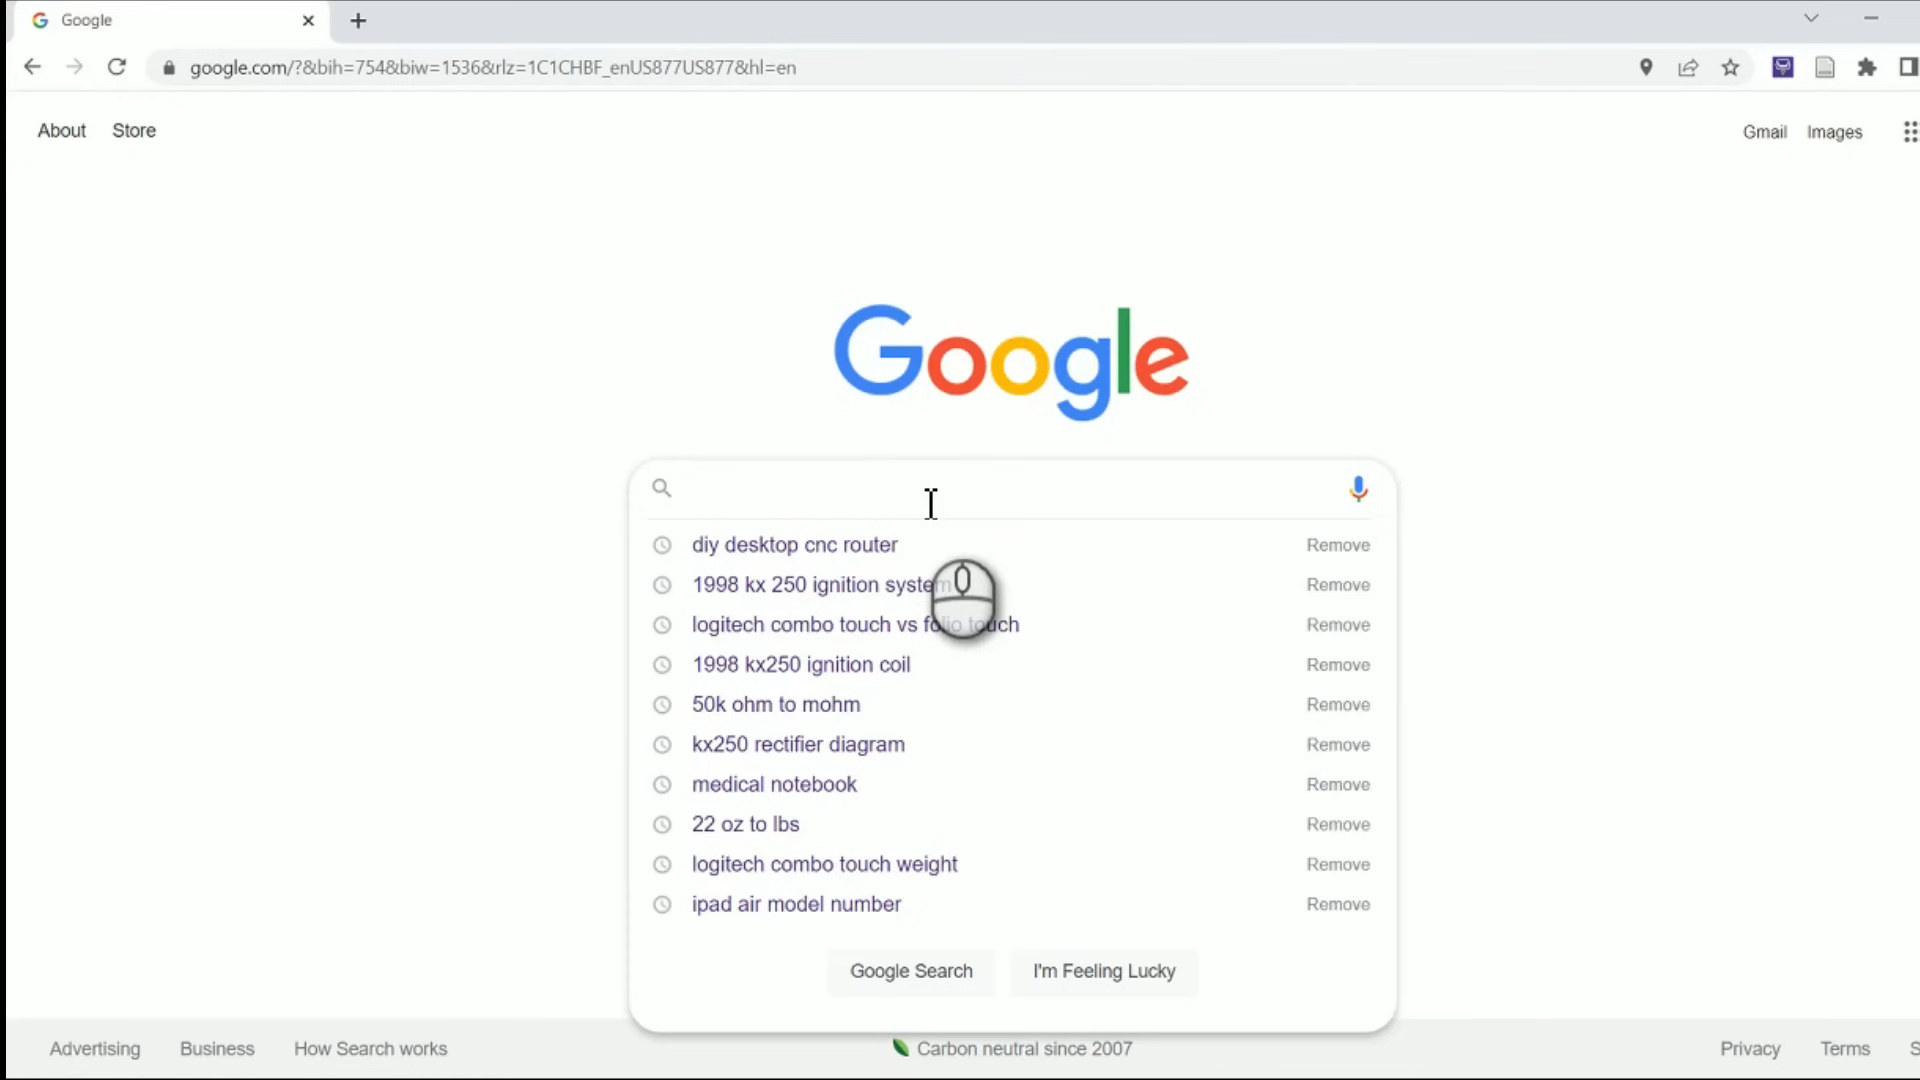 Google
google.com/?&bih=754&biw=1536&rlz=1C1CHBF_enUS877US877&hl=en
About Store Gmail Images
Google
diy desktop cnc router Remove
1998 kx 250 ignition system Remove
logitech combo touch vs folio touch Remove
1998 kx250 ignition coil Remove
50k ohm to mohm Remove
kx250 rectifier diagram Remove
medical notebook Remove
22 oz to lbs Remove
logitech combo touch weight Remove
ipad air model number Remove
Google Search I'm Feeling Lucky
Advertising Business How Search works Carbon neutral since 2007 Privacy Terms